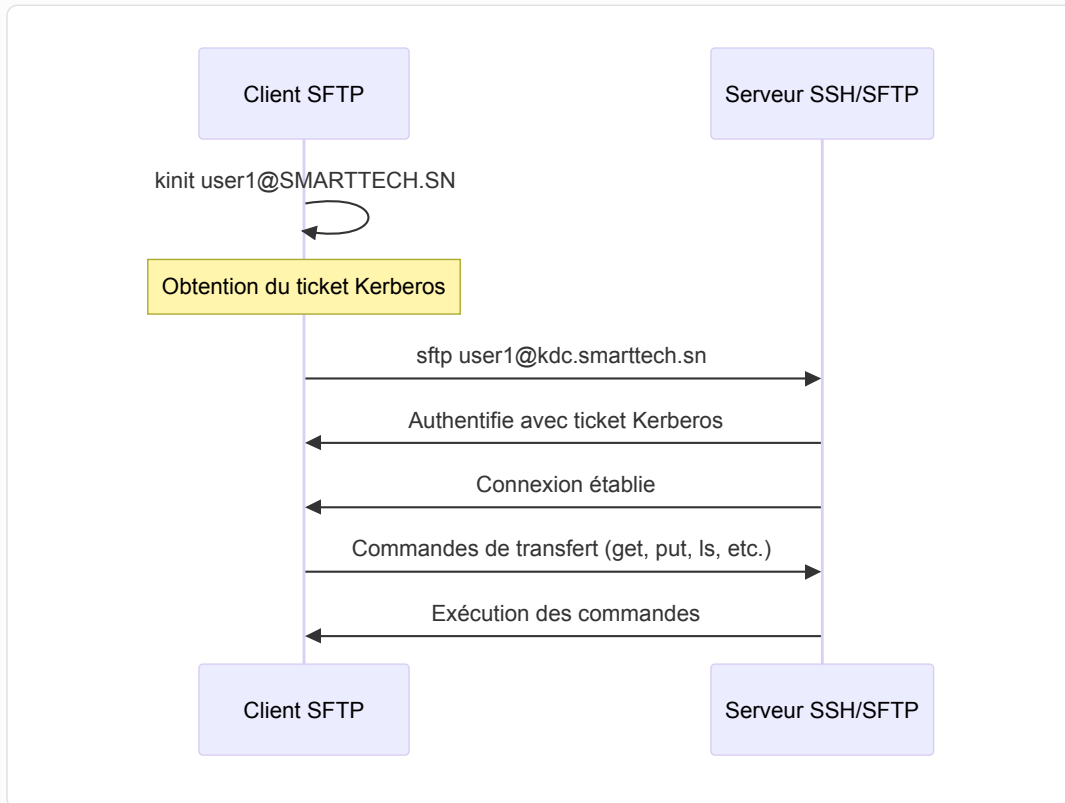 Client SFTP
Serveur SSH/SFTP
kinit user1@SMARTTECH.SN
Obtention du ticket Kerberos
sftp user1@kdc.smarttech.sn
Authentifie avec ticket Kerberos
Connexion établie
Commandes de transfert (get, put, ls, etc.)
Exécution des commandes
Client SFTP
Serveur SSH/SFTP